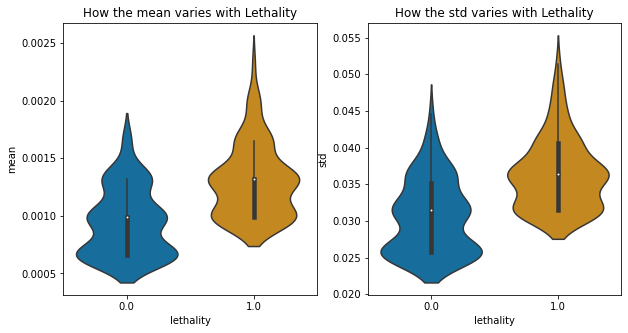 How the mean varies with Lethality
How the std varies with Lethality
mean
0.0025
0.0020
0.0015
0.0010
0.0005
0.0
1.0
lethality
std
0.055
0.050
0.045
0.040
0.035
0.030
0.025
0.020
0.0
1.0
lethality